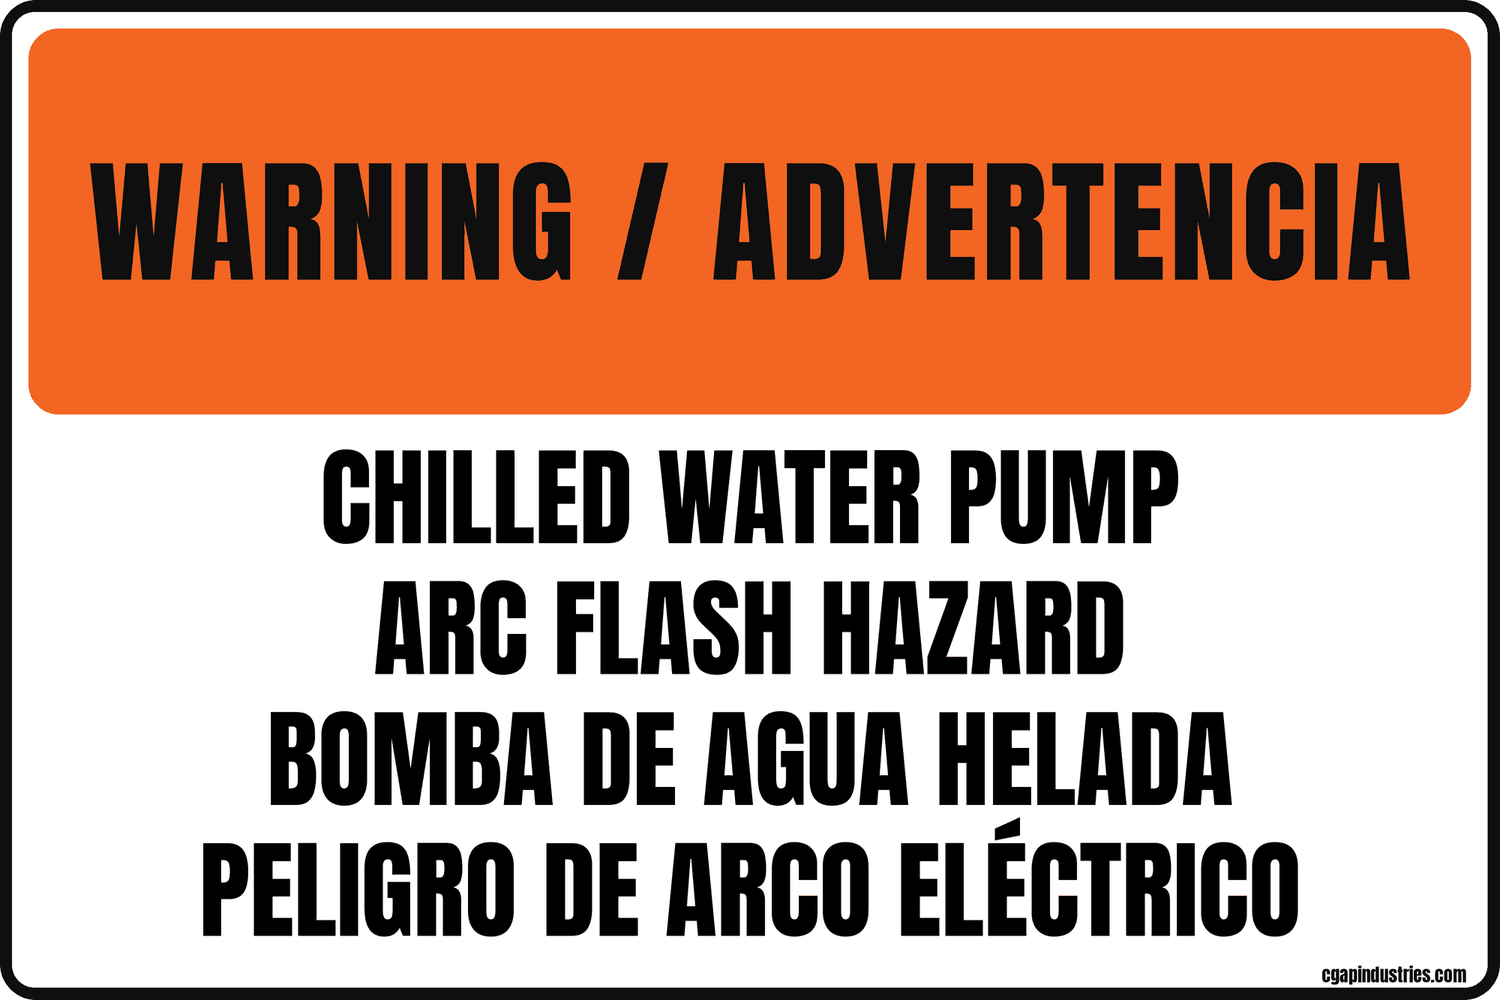 WARNING / ADVERTENCIA
CHILLED WATER PUMP
ARC FLASH HAZARD
BOMBA DE AGUA HELADA
PELIGRO DE ARCO ELÉCTRICO
cgapindustries.com